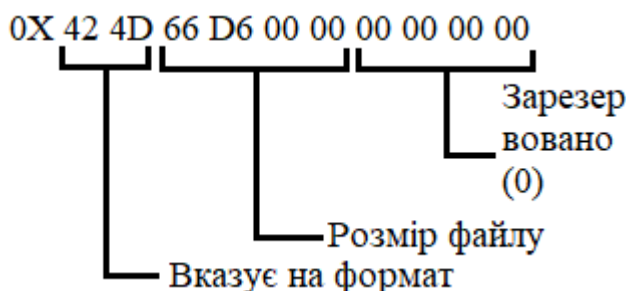 0X 42 4D 66 D6 00 00 00 00 00 00
Зарезер
вовано
(0)
Розмір файлу
Вказує на формат